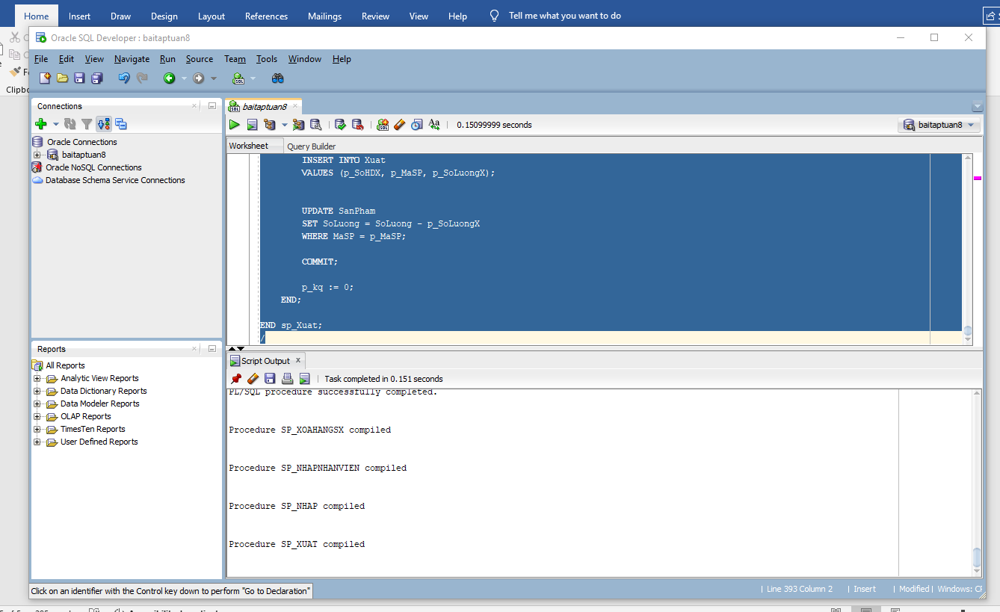 Home Insert Draw Design Layout References Mailings Review View Help Tell me what you want to do
Oracle SQL Developer : baitaptuan8
File Edit View Navigate Run Source Team Tools Window Help
Clipbo
Connections
Oracle Connections
baitaptuan8
Oracle NoSQL Connections
Database Schema Service Connections
Reports
All Reports
Analytic View Reports
Data Dictionary Reports
Data Modeler Reports
OLAP Reports
TimesTen Reports
User Defined Reports
baitaptuan8
0.15099999 seconds
baitaptuan8
Worksheet Query Builder
INSERT INTO Xuat
VALUES (p_SoHDX, p_MaSP, p_SoLuongX);
UPDATE SanPham
SET SoLuong = SoLuong - p_SoLuongX
WHERE MaSP = p_MaSP;
COMMIT;
p_kq := 0;
END;
END sp_Xuat;
/
Script Output x
Task completed in 0.151 seconds
PL/SQL procedure successfully completed.
Procedure SP_XOAHANGSX compiled
Procedure SP_NHAPNHANVIEN compiled
Procedure SP_NHAP compiled
Procedure SP_XUAT compiled
Click on an identifier with the Control key down to perform "Go to Declaration"
| Line 393 Column 2 | Insert | Modified | Windows: CF